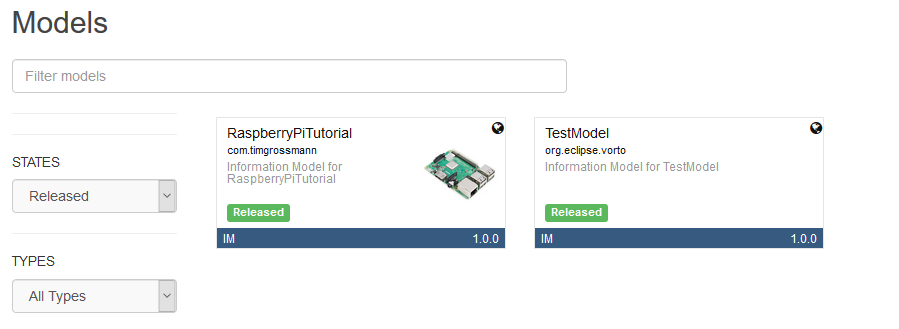 Models
Filter models
STATES
Released
TYPES
All Types
RaspberryPiTutorial
com.timgrossmann
Information Model for
RaspberryPiTutorial
Released
IM 1.0.0
TestModel
org.eclipse.vorto
Information Model for TestModel
Released
IM 1.0.0